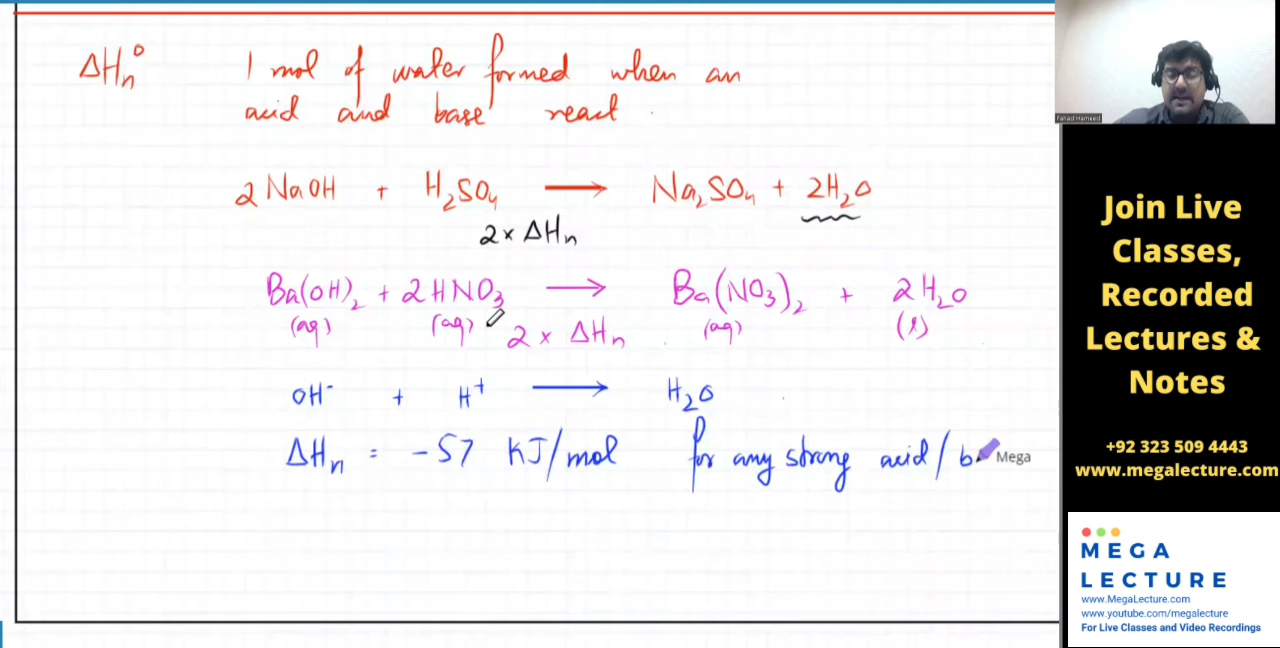 ΔHn° 1 mol of water formed when an
acid and base react.
2NaOH + H₂SO₄ → Na₂SO₄ + 2H₂O
2 × ΔHn
Ba(OH)₂ + 2HNO₃ → Ba(NO₃)₂ + 2H₂O
(aq) (aq) (aq) (l)
2 × ΔHn
OH⁻ + H⁺ → H₂O
ΔHn = -57 KJ/mol for any strong acid/b
Mega
Fahad Hameed
Join Live
Classes,
Recorded
Lectures &
Notes
+92 323 509 4443
www.megalecture.com
MEGA
LECTURE
www.MegaLecture.com
www.youtube.com/megalecture
For Live Classes and Video Recordings